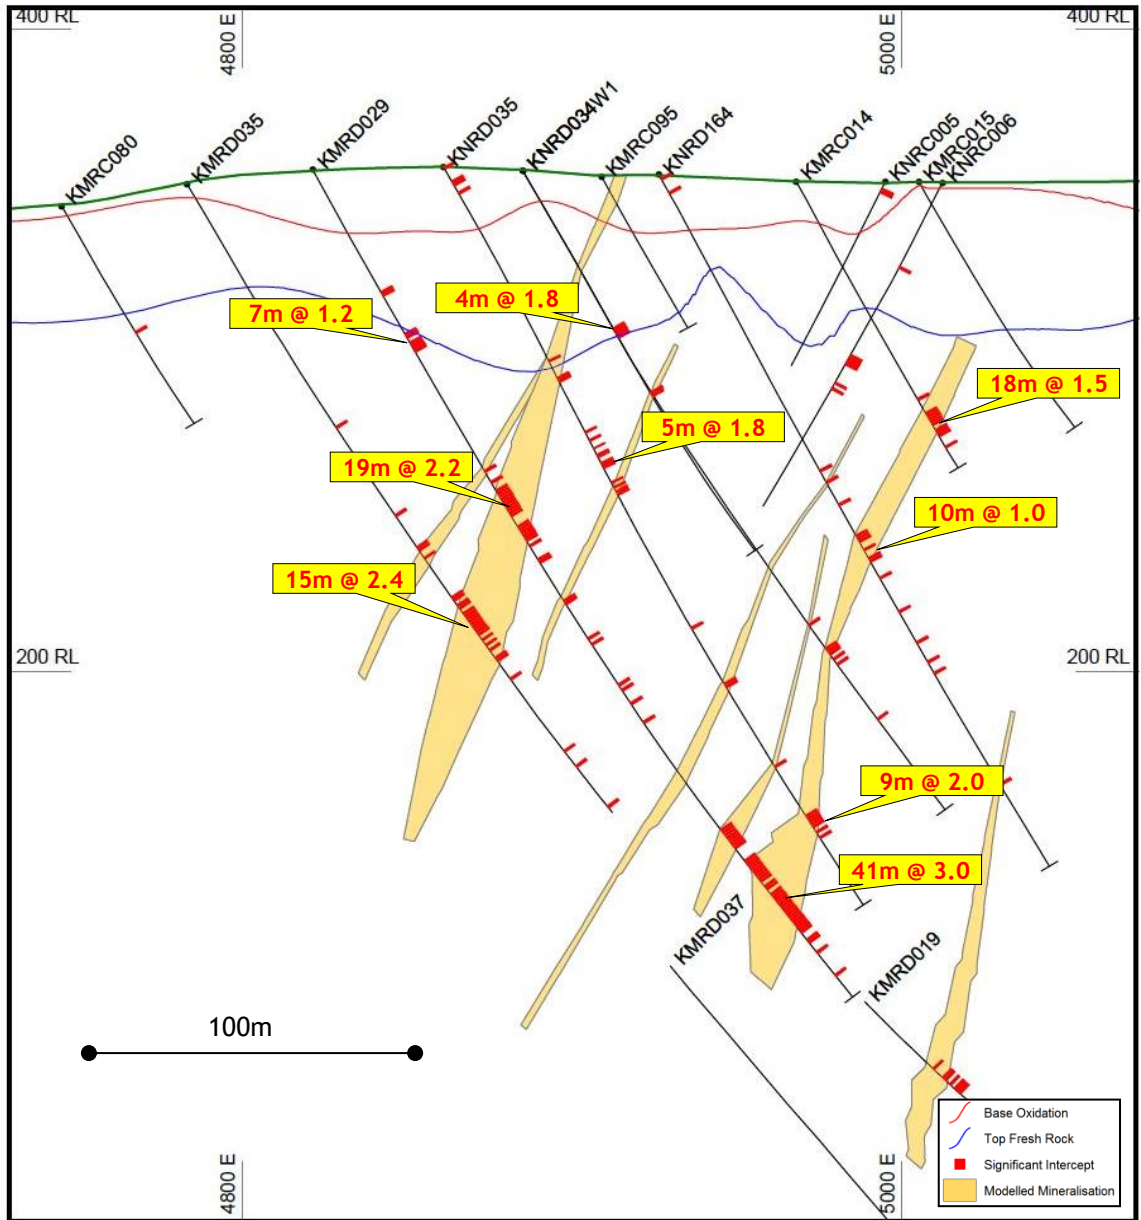 400 RL
400 RL
4800 E
5000 E
KMRC080
KMRD035
KMRD029
KNRD035
KNRD034W1
KMRC095
KNRD164
KMRC014
KNRC005
KMRC015
KNRC006
7m @ 1.2
4m @ 1.8
18m @ 1.5
5m @ 1.8
19m @ 2.2
10m @ 1.0
15m @ 2.4
200 RL
200 RL
9m @ 2.0
41m @ 3.0
KMRD037
KMRD019
100m
Base Oxidation
Top Fresh Rock
Significant Intercept
Modelled Mineralisation
4800 E
5000 E